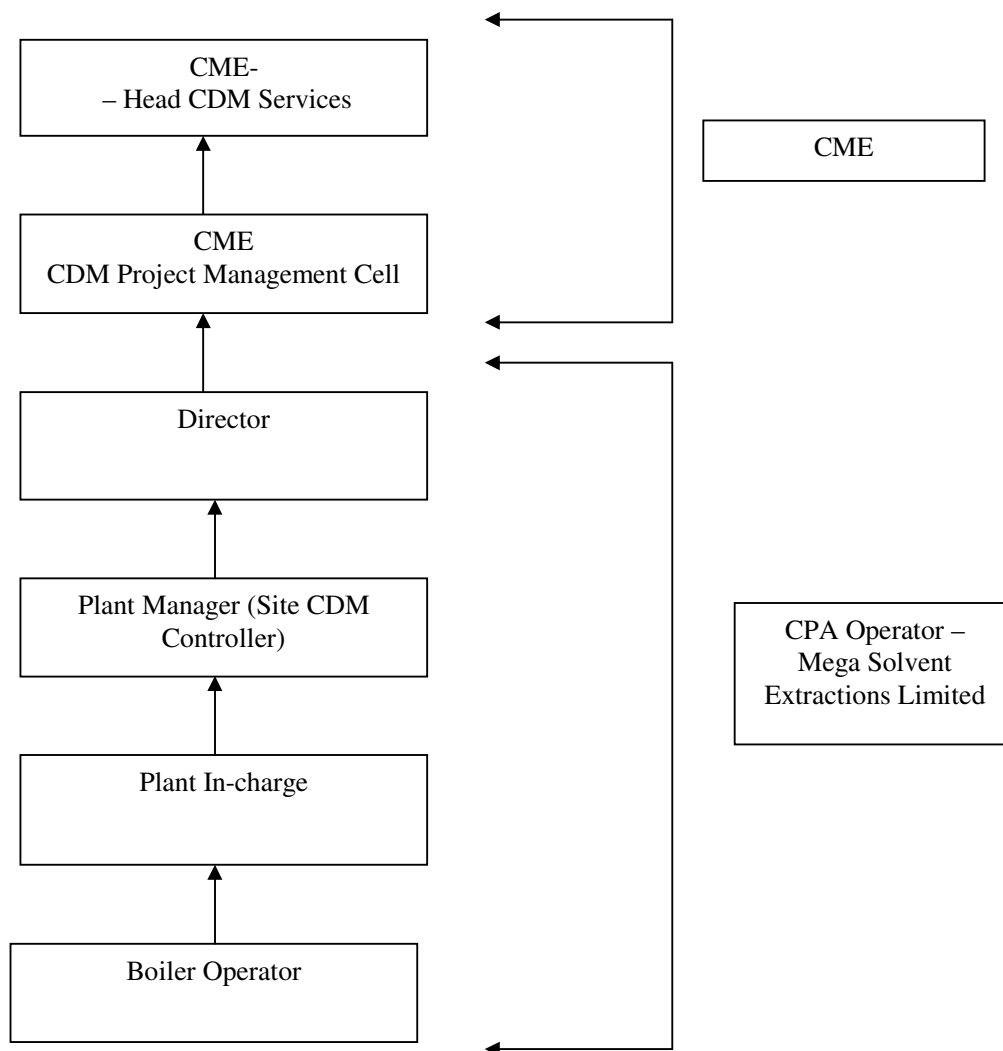 CME-
– Head CDM Services
CME
CME
CDM Project Management Cell
Director
Plant Manager (Site CDM
Controller)
CPA Operator –
Mega Solvent
Extractions Limited
Plant In-charge
Boiler Operator